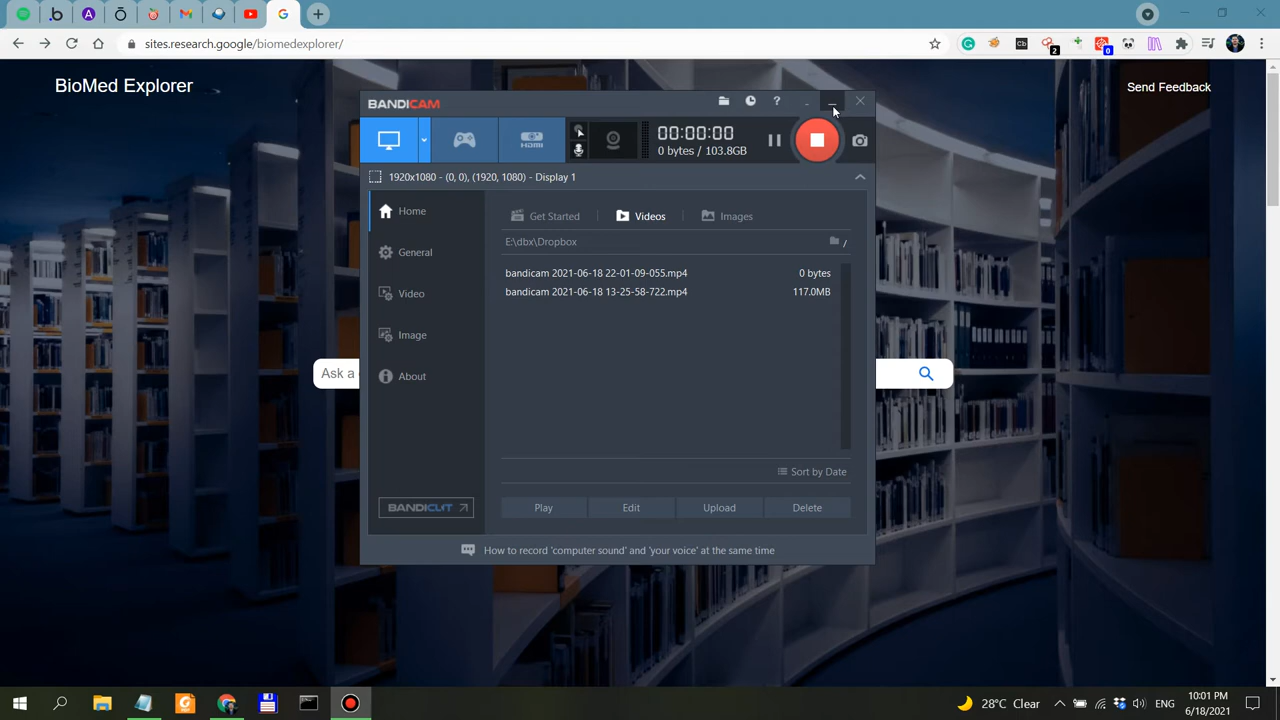 sites.research.google/biomedexplorer/
2
0
BioMed Explorer
Send Feedback
BANDICAM
?
HDMI
00:00:00
0 bytes / 103.8GB
1920x1080 - (0, 0), (1920, 1080) - Display 1
Home
General
Video
Image
About
Get Started
Videos
Images
E:\dbx\Dropbox
/
bandicam 2021-06-18 22-01-09-055.mp4
0 bytes
bandicam 2021-06-18 13-25-58-722.mp4
117.0MB
Ask a
Sort by Date
BANDICUT
Play
Edit
Upload
Delete
How to record 'computer sound' and 'your voice' at the same time
28°C Clear
ENG
10:01 PM
6/18/2021